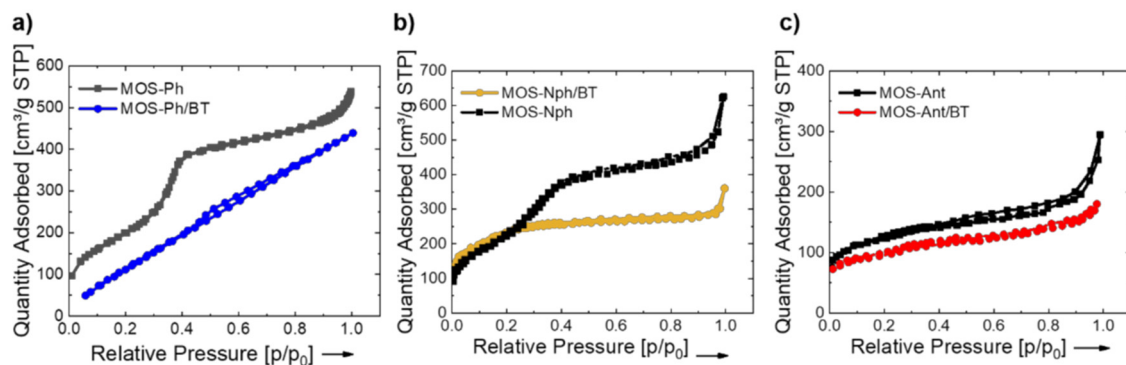 a)
Quantity Adsorbed [cm³/g STP]
600
500
400
300
200
100
0
MOS-Ph
MOS-Ph/BT
0.0 0.2 0.4 0.6 0.8 1.0
Relative Pressure [p/p₀]
b)
Quantity Adsorbed [cm³/g STP]
700
600
500
400
300
200
100
0
MOS-Nph/BT
MOS-Nph
0.0 0.2 0.4 0.6 0.8 1.0
Relative Pressure [p/p₀]
c)
Quantity Adsorbed [cm³/g STP]
400
300
200
100
0
MOS-Ant
MOS-Ant/BT
0.0 0.2 0.4 0.6 0.8 1.0
Relative Pressure [p/p₀]